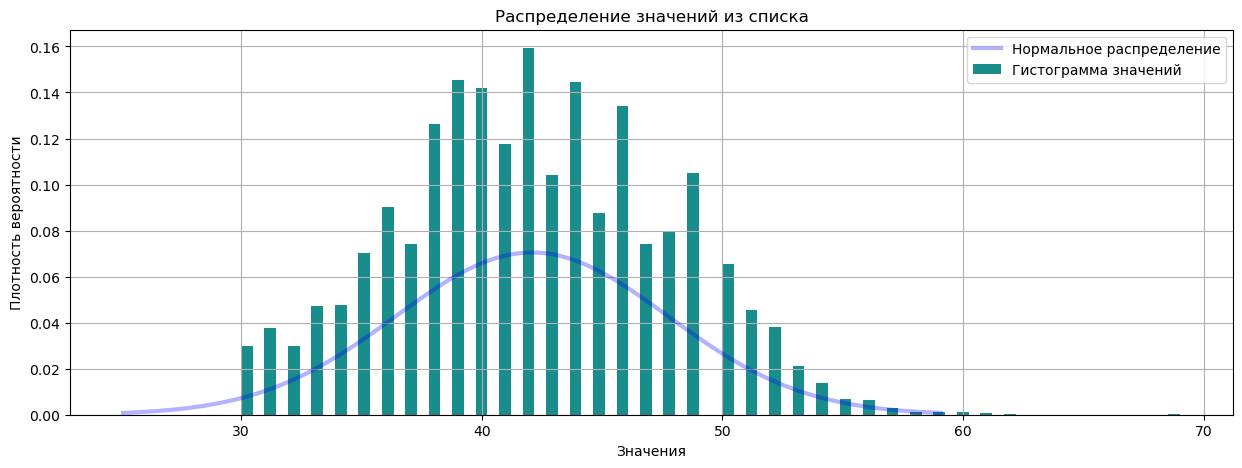 Распределение значений из списка
Нормальное распределение
Гистограмма значений
Плотность вероятности
0.16
0.14
0.12
0.10
0.08
0.06
0.04
0.02
0.00
30 40 50 60 70
Значения